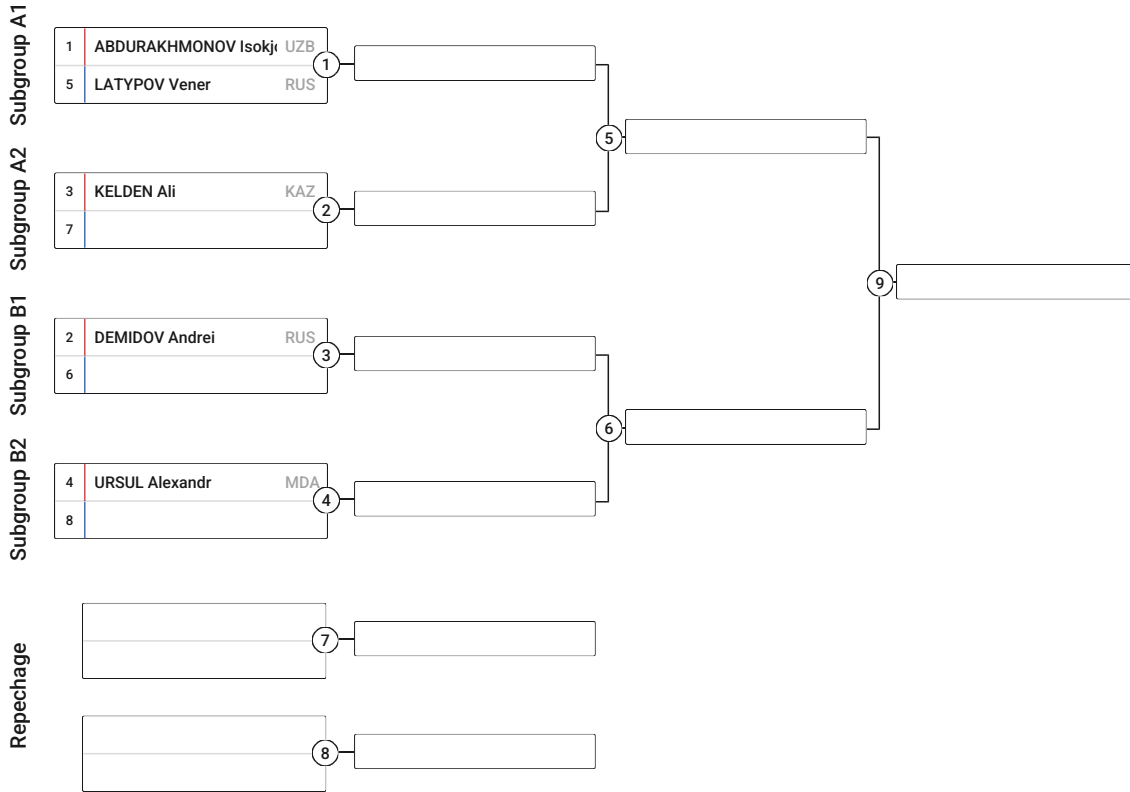 Subgroup A1
1 ABDURAKHMONOV Isokj UZB
5 LATYPOV Vener RUS
1
5
Subgroup A2
3 KELDEN Ali KAZ
7
2
9
Subgroup B1
2 DEMIDOV Andrei RUS
6
3
6
Subgroup B2
4 URSUL Alexandr MDA
8
4
Repechage
7
8